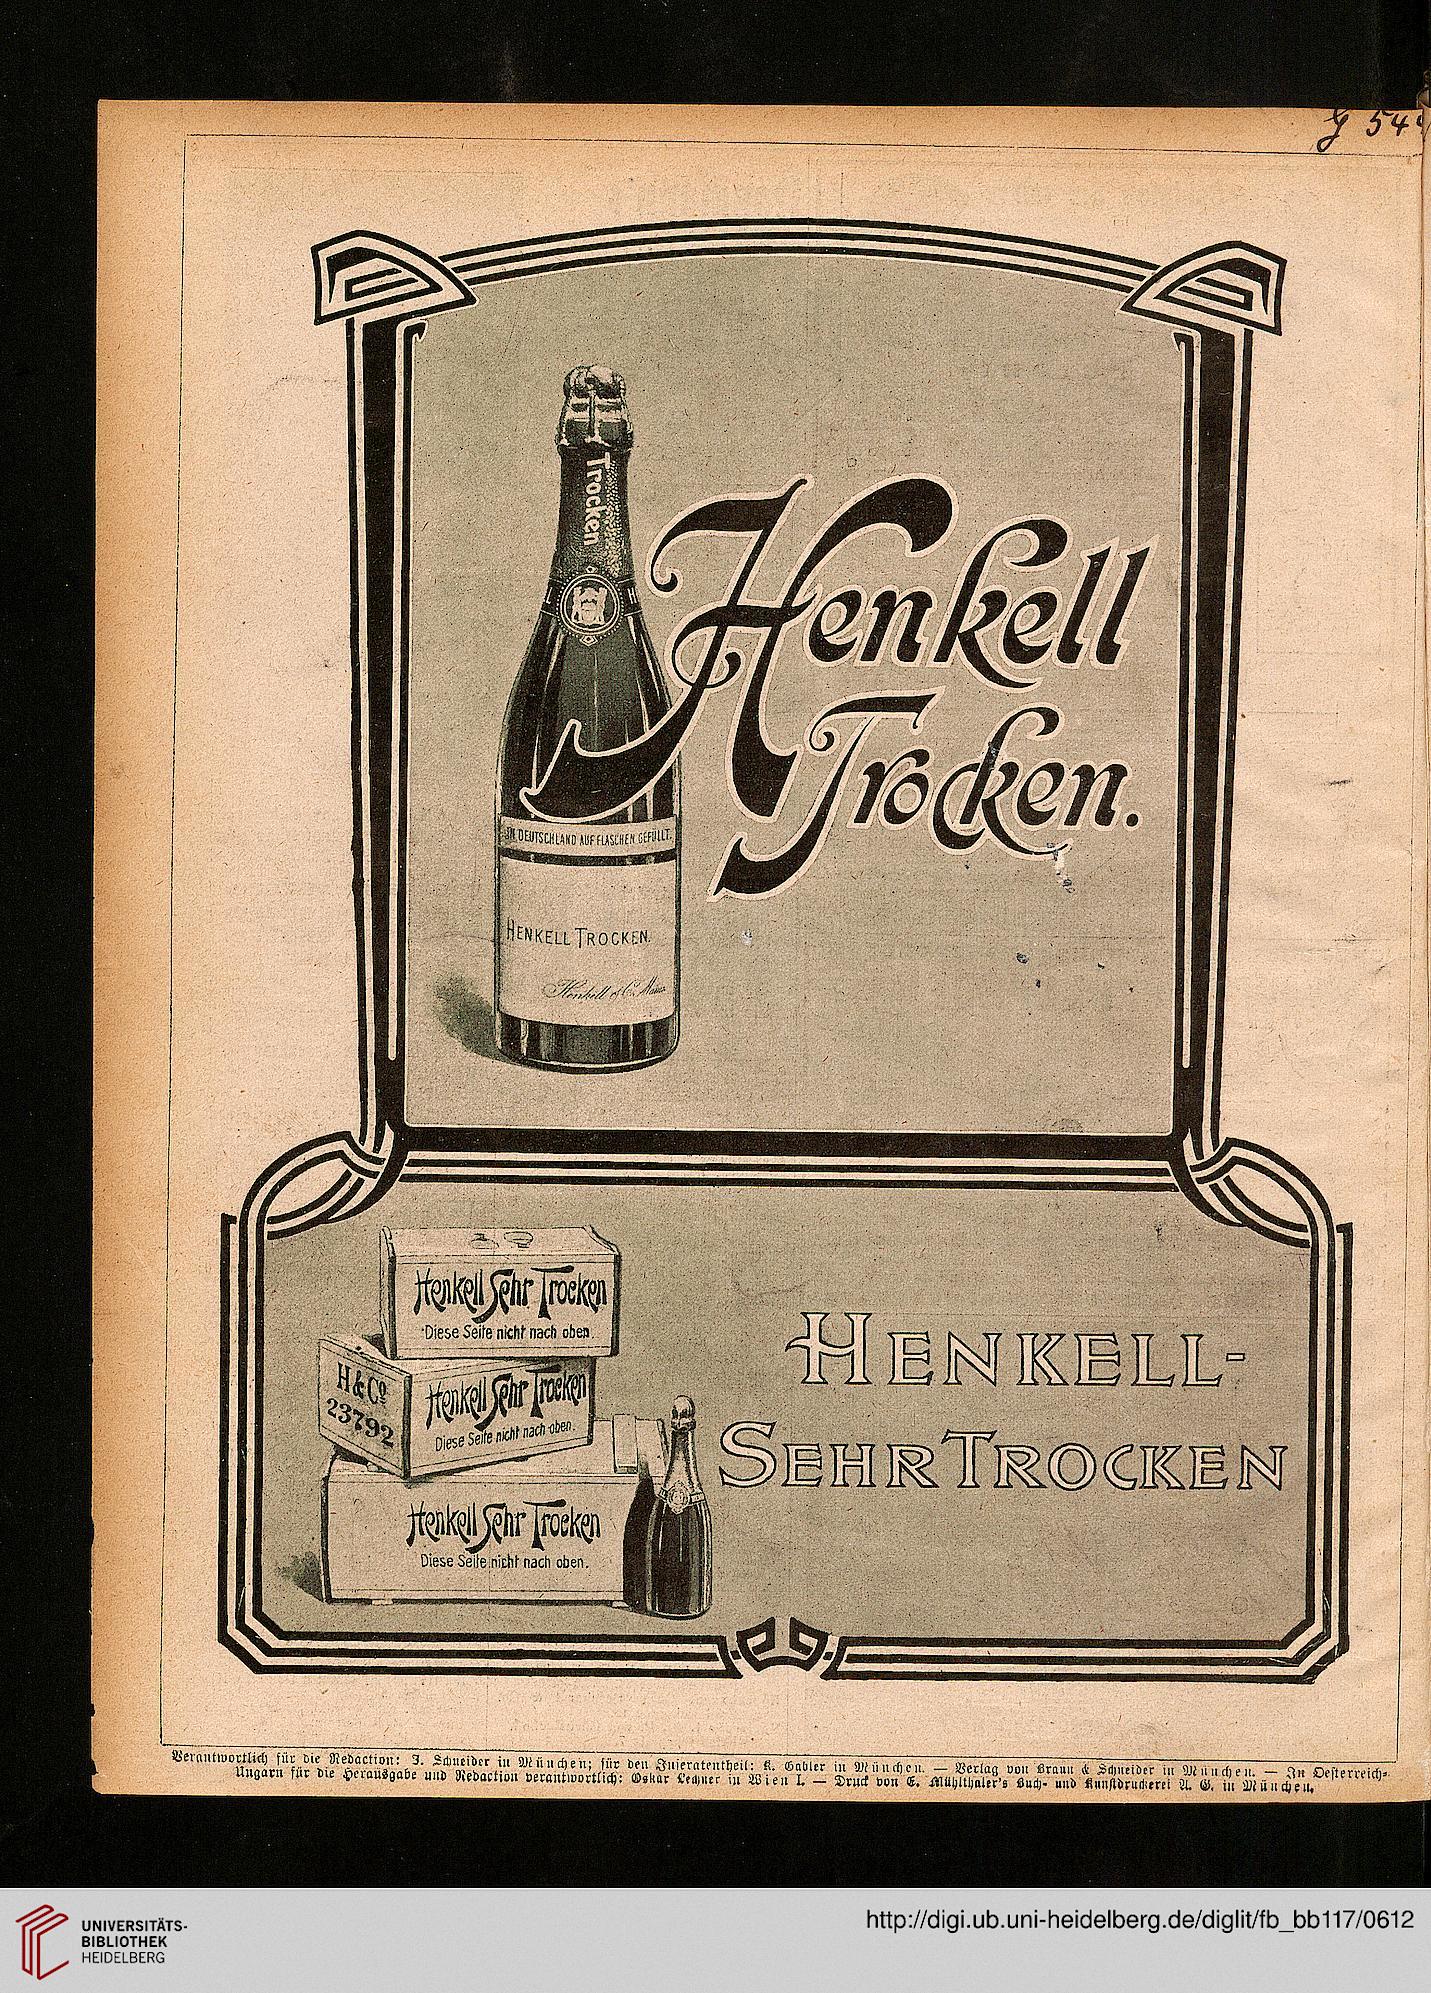 Trocken
Henkell
Trocken.
IN DEUTSCHLAND AUF FLASCHEN GEFÜLLT.
HENKELL TROCKEN.
Henkell & Co. Mainz
Henkell Sehr Trocken
Diese Seite nicht nach oben.
H & Co
23792
Henkell Sehr Trocken
Diese Seite nicht nach oben.
Henkell Sehr Trocken
Diese Seite nicht nach oben.
HENKELL-
SEHR TROCKEN
Verantwortlich für die Redaction: J. Schneider in München; für den Inseratentheil: K. Gabler in München. — Verlag von Braun & Schneider in München. — In Oesterreich-
Ungarn für die Herausgabe und Redaction verantwortlich: Oskar Lechner in Wien I. — Druck von E. Mühlthaler's Buch- und Kunstdruckerei A. G. in München.
UNIVERSITÄTS-
BIBLIOTHEK
HEIDELBERG
http://digi.ub.uni-heidelberg.de/diglit/fb_bb117/0612